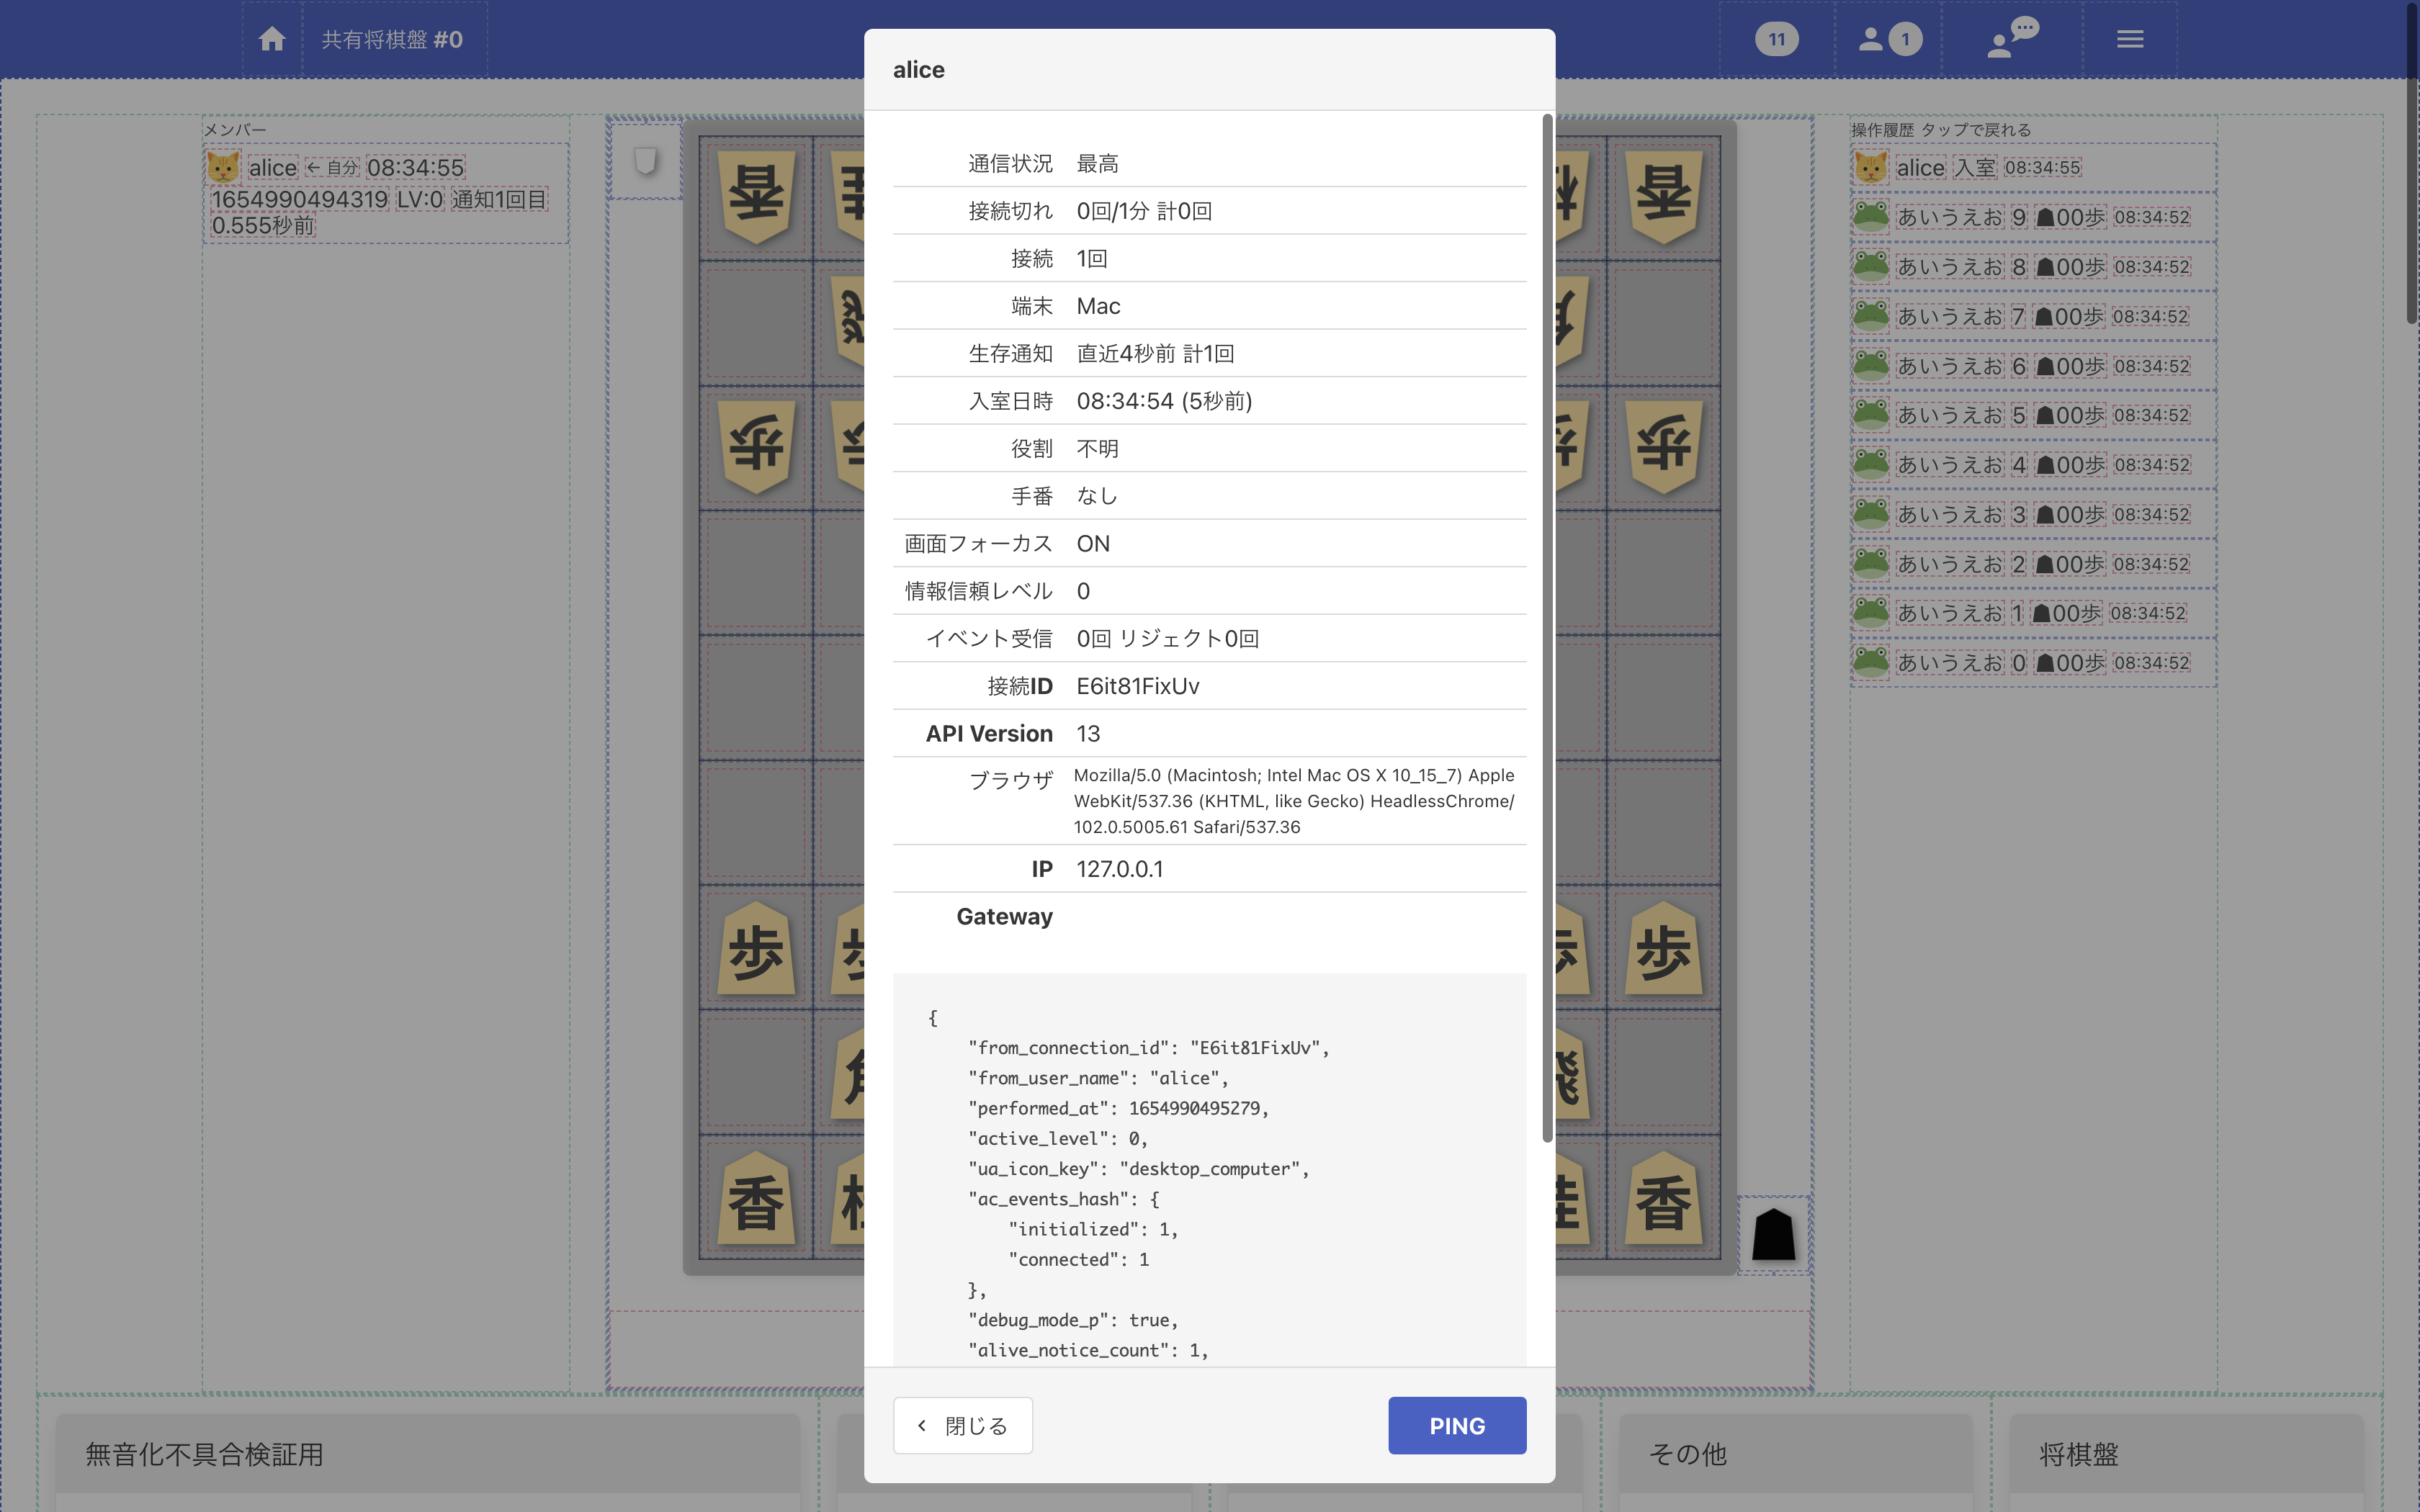 共有将棋盤 #0
11
1
alice
メンバー
alice ← 自分 08:34:55
1654990494319 LV:0 通知1回目
0.555秒前
通信状況 最高
接続切れ 0回/1分 計0回
接続 1回
端末 Mac
生存通知 直近4秒前 計1回
入室日時 08:34:54 (5秒前)
役割 不明
手番 なし
画面フォーカス ON
情報信頼レベル 0
イベント受信 0回 リジェクト0回
接続ID E6it81FixUv
API Version 13
ブラウザ Mozilla/5.0 (Macintosh; Intel Mac OS X 10_15_7) Apple
WebKit/537.36 (KHTML, like Gecko) HeadlessChrome/
102.0.5005.61 Safari/537.36
IP 127.0.0.1
Gateway
{
"from_connection_id": "E6it81FixUv",
"from_user_name": "alice",
"performed_at": 1654990495279,
"active_level": 0,
"ua_icon_key": "desktop_computer",
"ac_events_hash": {
"initialized": 1,
"connected": 1
},
"debug_mode_p": true,
"alive_notice_count": 1,
閉じる
PING
操作履歴 タップで戻れる
alice 入室 08:34:55
あいうえお 9 ☗00歩 08:34:52
あいうえお 8 ☗00歩 08:34:52
あいうえお 7 ☗00歩 08:34:52
あいうえお 6 ☗00歩 08:34:52
あいうえお 5 ☗00歩 08:34:52
あいうえお 4 ☗00歩 08:34:52
あいうえお 3 ☗00歩 08:34:52
あいうえお 2 ☗00歩 08:34:52
あいうえお 1 ☗00歩 08:34:52
あいうえお 0 ☗00歩 08:34:52
香 香
歩 歩
歩 歩
香 香
無音化不具合検証用
その他
将棋盤